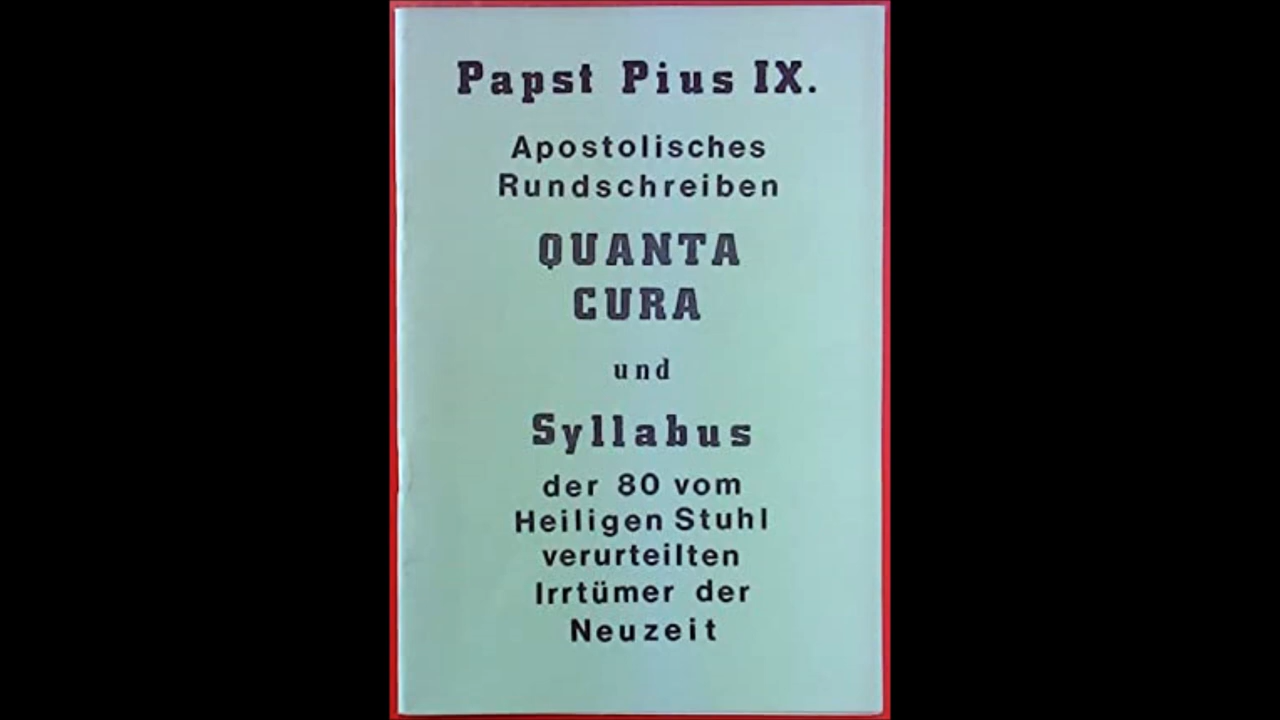 Papst Pius IX.
Apostolisches
Rundschreiben
QUANTA
CURA
und
Syllabus
der 80 vom
Heiligen Stuhl
verurteilten
Irrtümer der
Neuzeit